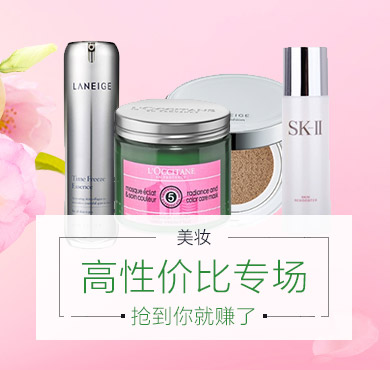 LANEIGE
Time Freeze
Essence
L'OCCITANE
masque éclat
& soin couleur
5
radiance and
color care mask
SK-II
美妆
高性价比专场
抢到你就赚了